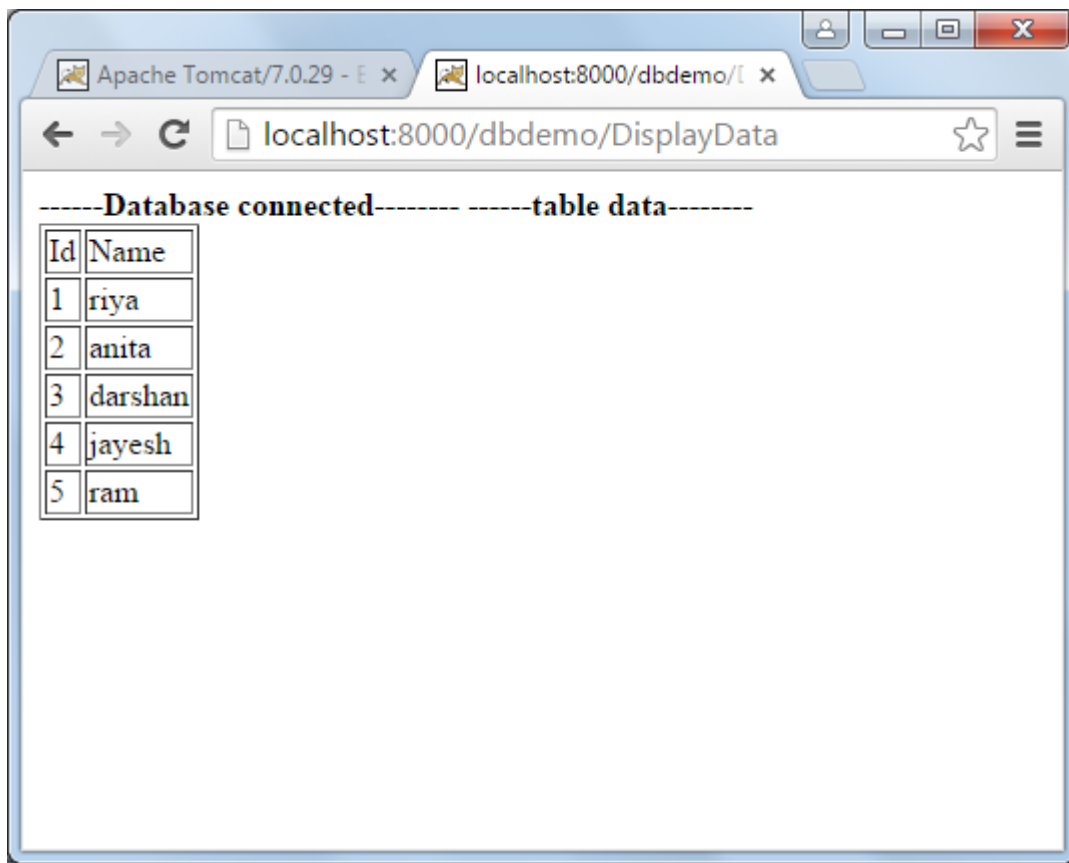 Apache Tomcat/7.0.29 - E
localhost:8000/dbdemo/D
localhost:8000/dbdemo/DisplayData
------Database connected-------- ------table data--------
Id Name
1 riya
2 anita
3 darshan
4 jayesh
5 ram